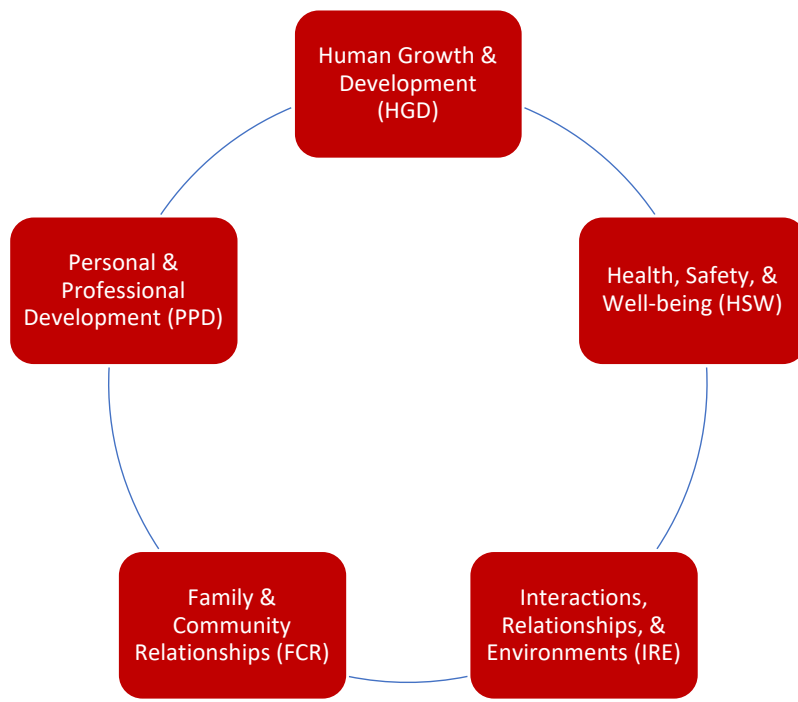 Human Growth &
Development
(HGD)
Health, Safety, &
Well-being (HSW)
Interactions,
Relationships, &
Environments (IRE)
Family &
Community
Relationships (FCR)
Personal &
Professional
Development (PPD)